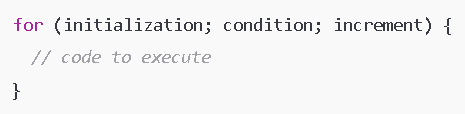 for (initialization; condition; increment) {
// code to execute
}